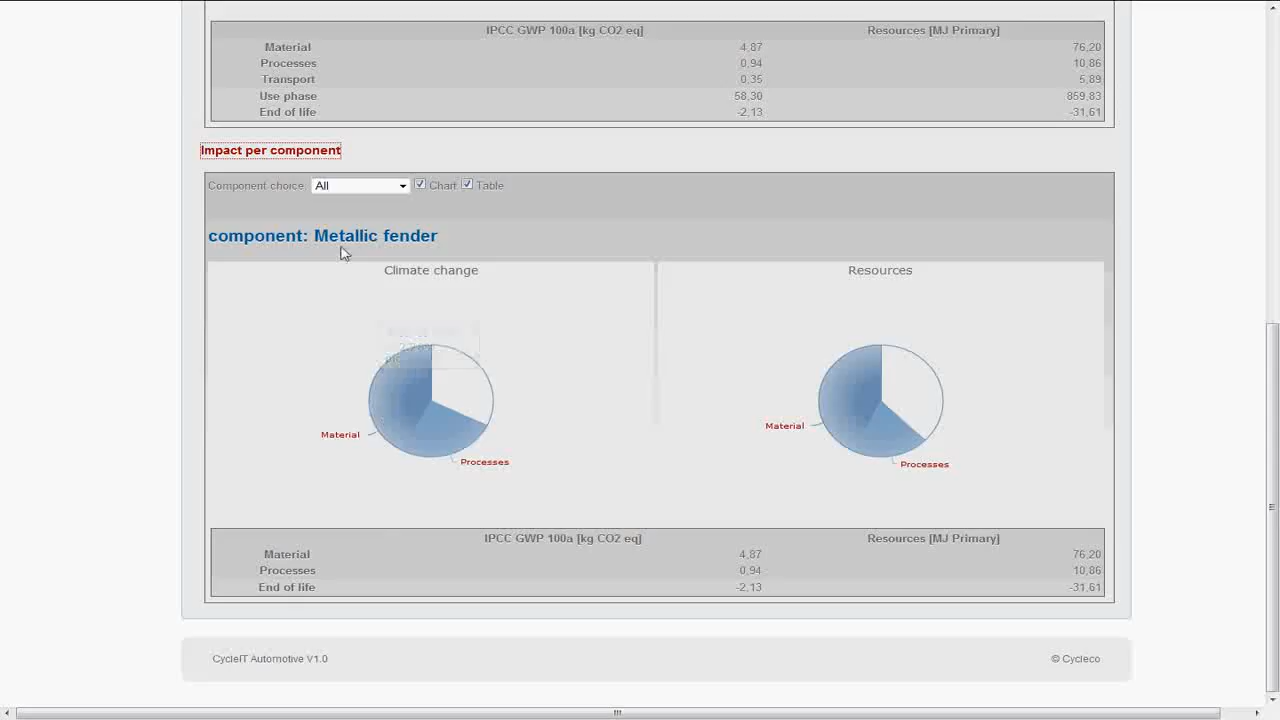 IPCC GWP 100a [kg CO2 eq] Resources [MJ Primary]
Material 4,87 76,20
Processes 0,94 10,86
Transport 0,35 5,89
Use phase 58,30 859,83
End of life -2,13 -31,61
Impact per component
Component choice All Chart Table
component: Metallic fender
Climate change Resources
Material Material
Processes Processes
IPCC GWP 100a [kg CO2 eq] Resources [MJ Primary]
Material 4,87 76,20
Processes 0,94 10,86
End of life -2,13 -31,61
CycleIT Automotive V1.0 © Cycleco